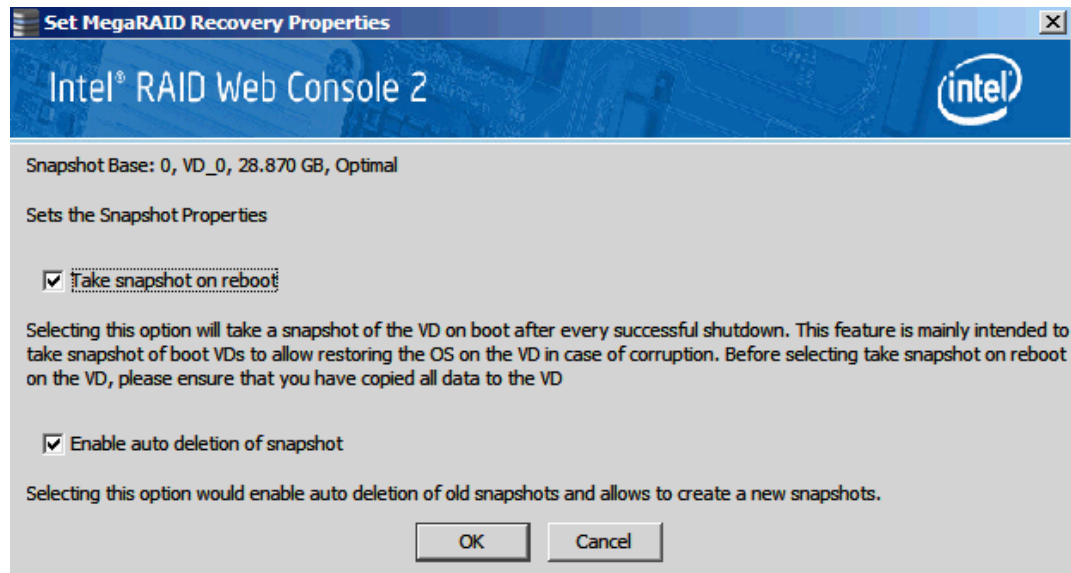 Set MegaRAID Recovery Properties
Intel® RAID Web Console 2
intel
Snapshot Base: 0, VD_0, 28.870 GB, Optimal
Sets the Snapshot Properties
Take snapshot on reboot
Selecting this option will take a snapshot of the VD on boot after every successful shutdown. This feature is mainly intended to
take snapshot of boot VDs to allow restoring the OS on the VD in case of corruption. Before selecting take snapshot on reboot
on the VD, please ensure that you have copied all data to the VD
Enable auto deletion of snapshot
Selecting this option would enable auto deletion of old snapshots and allows to create a new snapshots.
OK Cancel